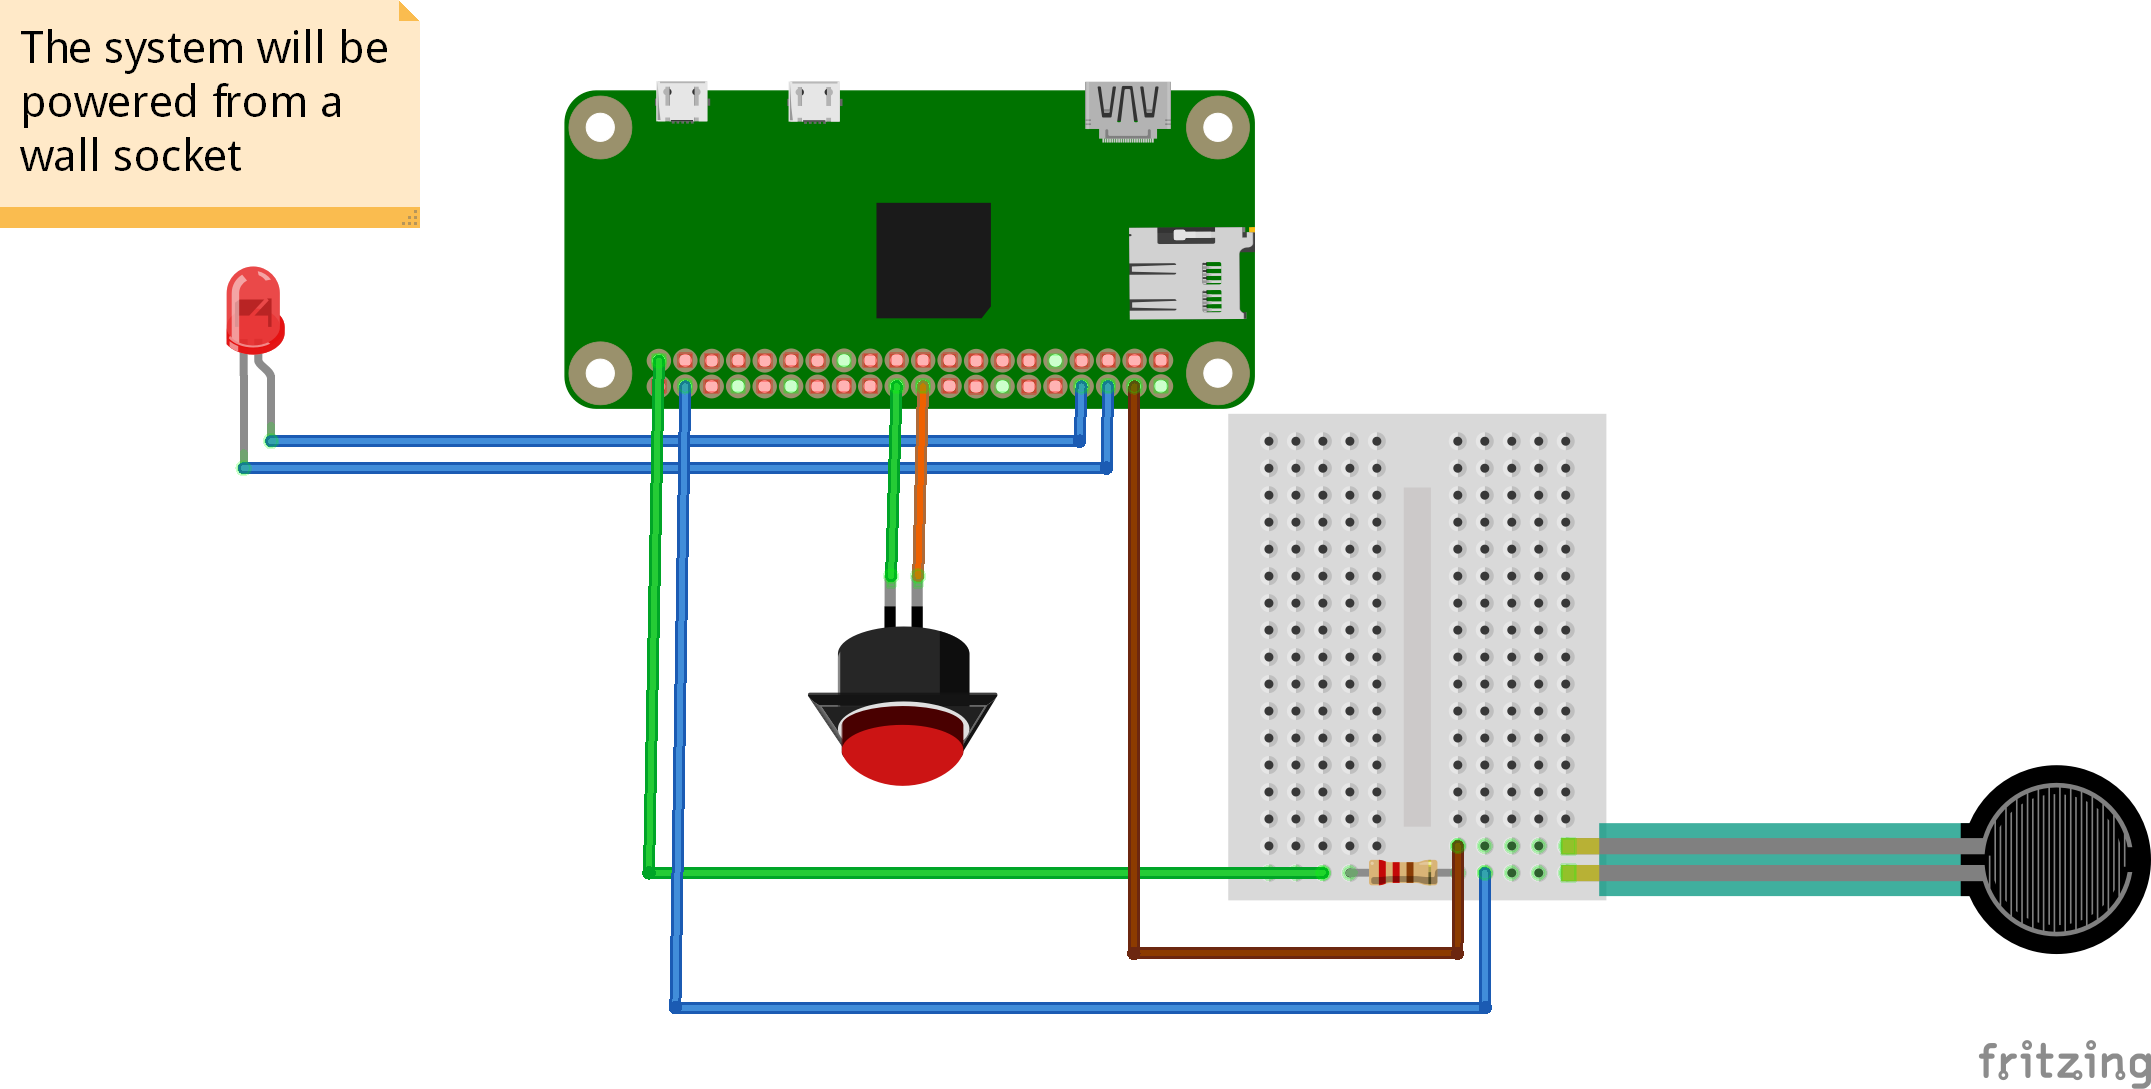 The system will be
powered from a
wall socket
fritzing